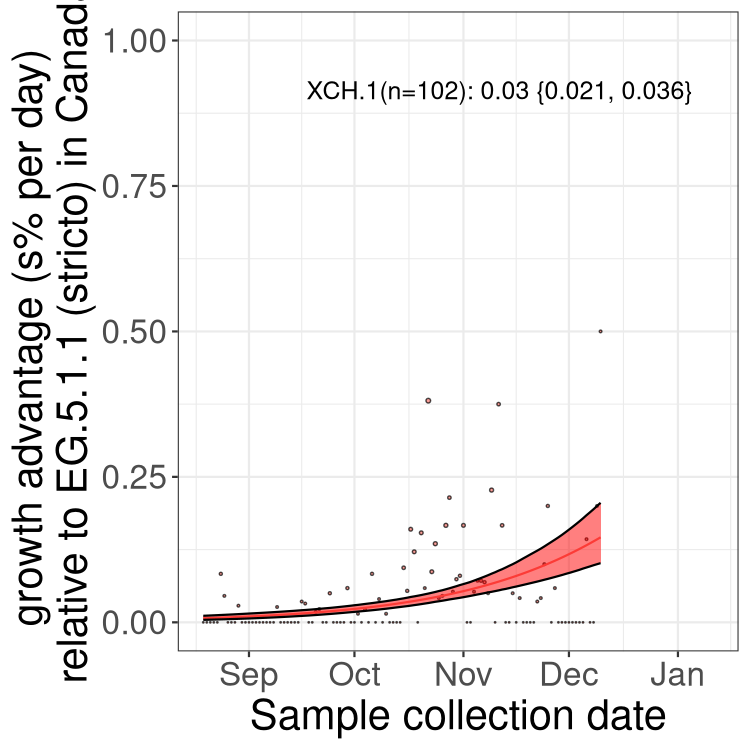 growth advantage (s% per day)
relative to EG.5.1.1 (stricto) in Canada
1.00
XCH.1(n=102): 0.03 {0.021, 0.036}
0.75
0.50
0.25
0.00
Sep Oct Nov Dec Jan
Sample collection date